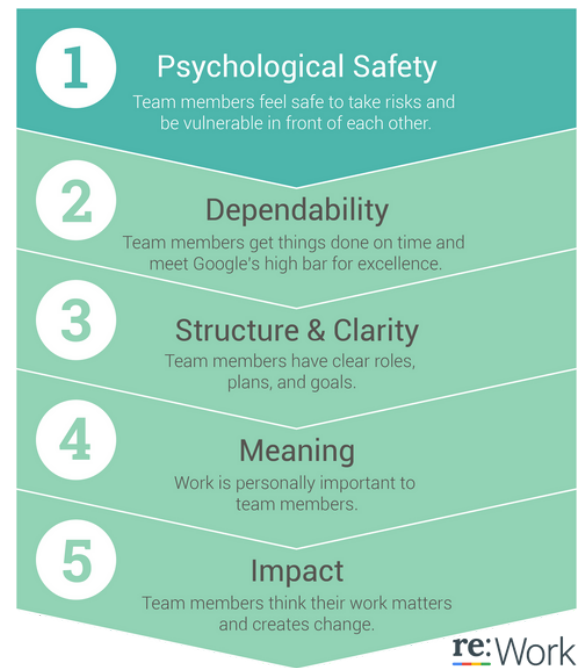 1
Psychological Safety
Team members feel safe to take risks and
be vulnerable in front of each other.
2
Dependability
Team members get things done on time and
meet Google's high bar for excellence.
3
Structure & Clarity
Team members have clear roles,
plans, and goals.
4
Meaning
Work is personally important to
team members.
5
Impact
Team members think their work matters
and creates change.
re:Work